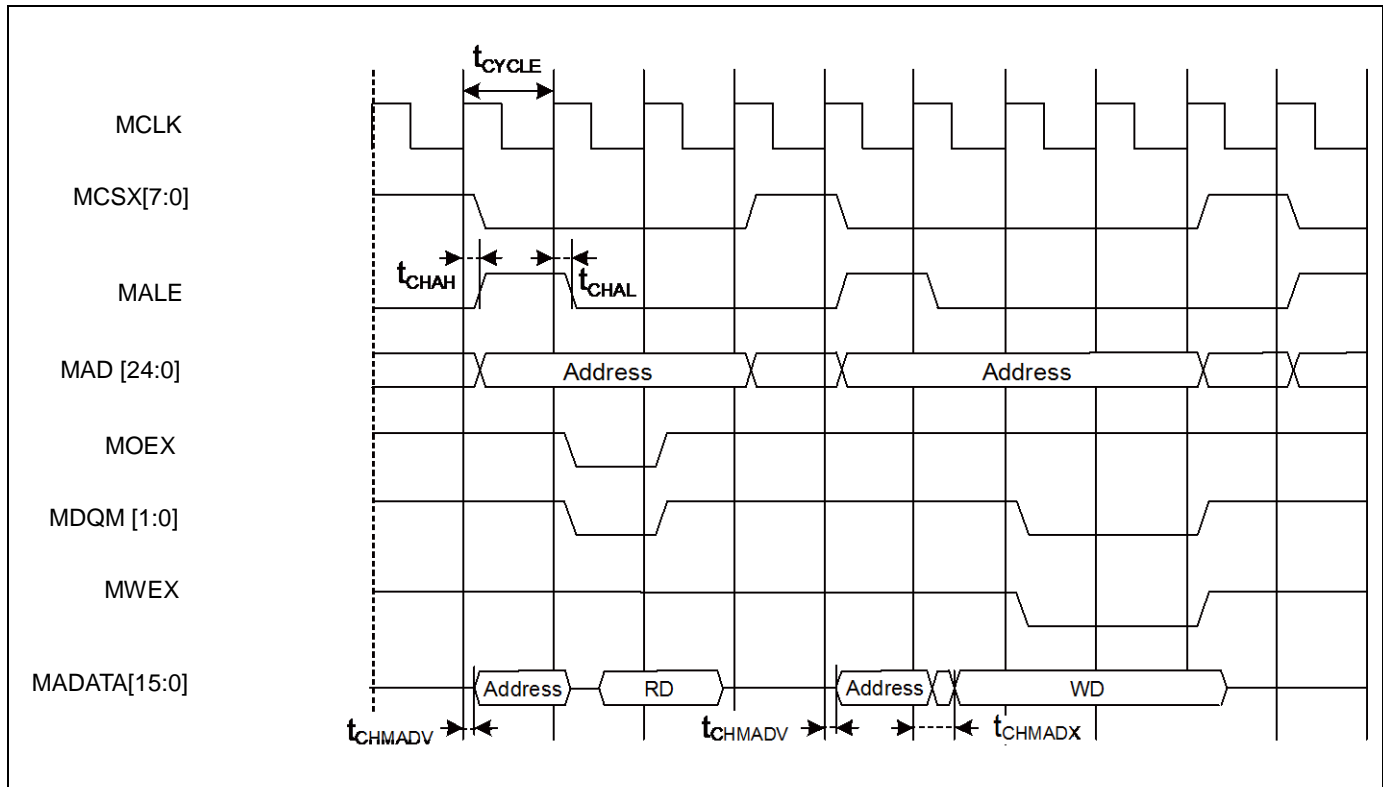 tCYCLE
MCLK
MCSX[7:0]
tCHAH
tCHAL
MALE
MAD [24:0]
Address
Address
MOEX
MDQM [1:0]
MWEX
MADATA[15:0]
Address
RD
Address
WD
tCHMADV
tCHMADV
tCHMADX